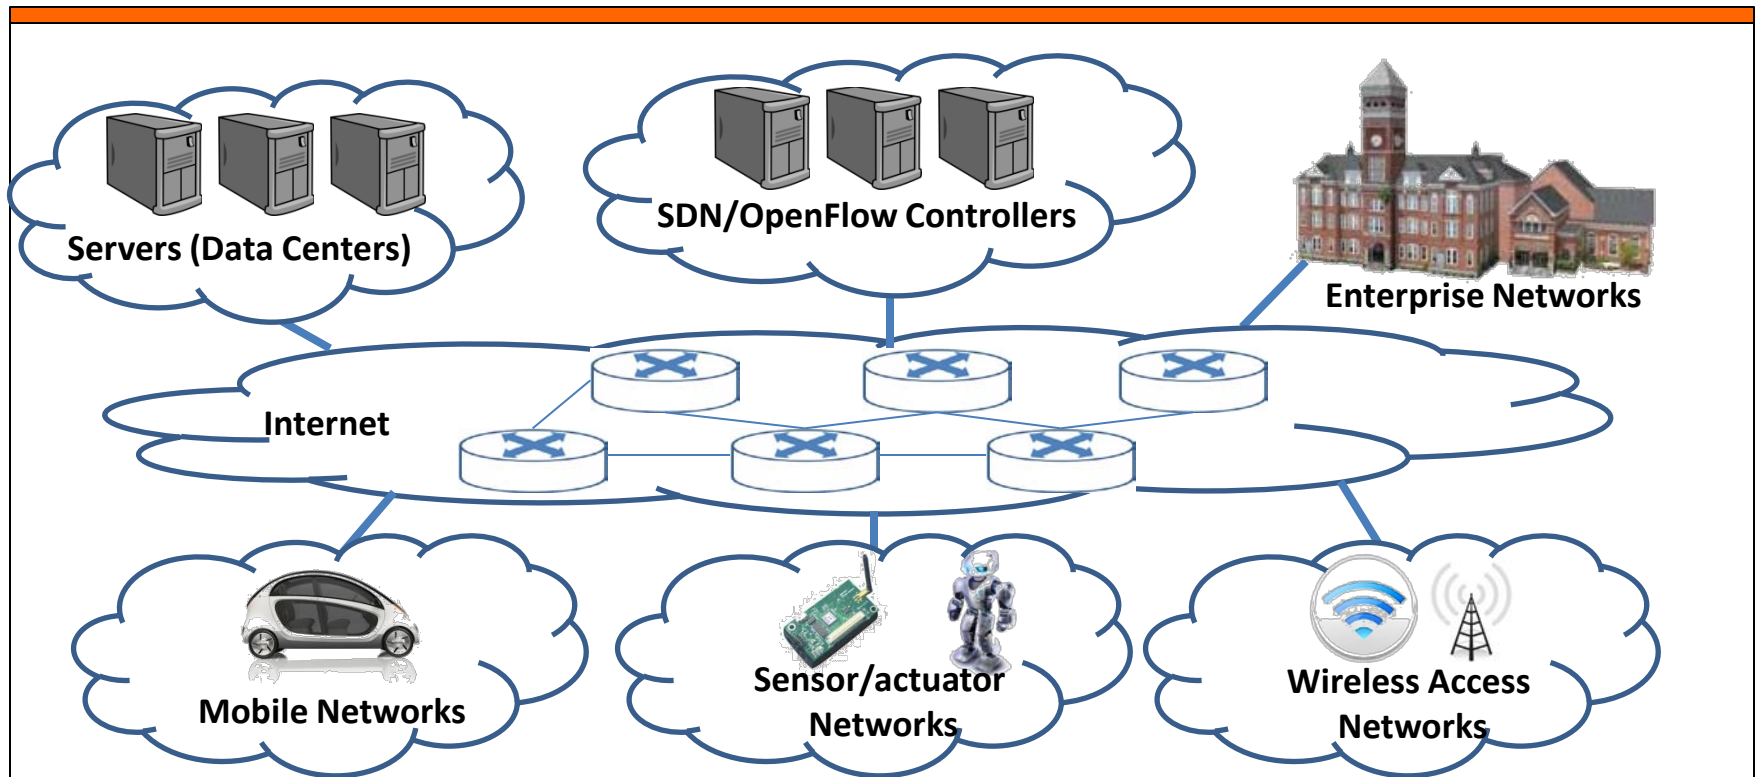 Servers (Data Centers)
SDN/OpenFlow Controllers
Enterprise Networks
Internet
Mobile Networks
Sensor/actuator
Networks
Wireless Access
Networks